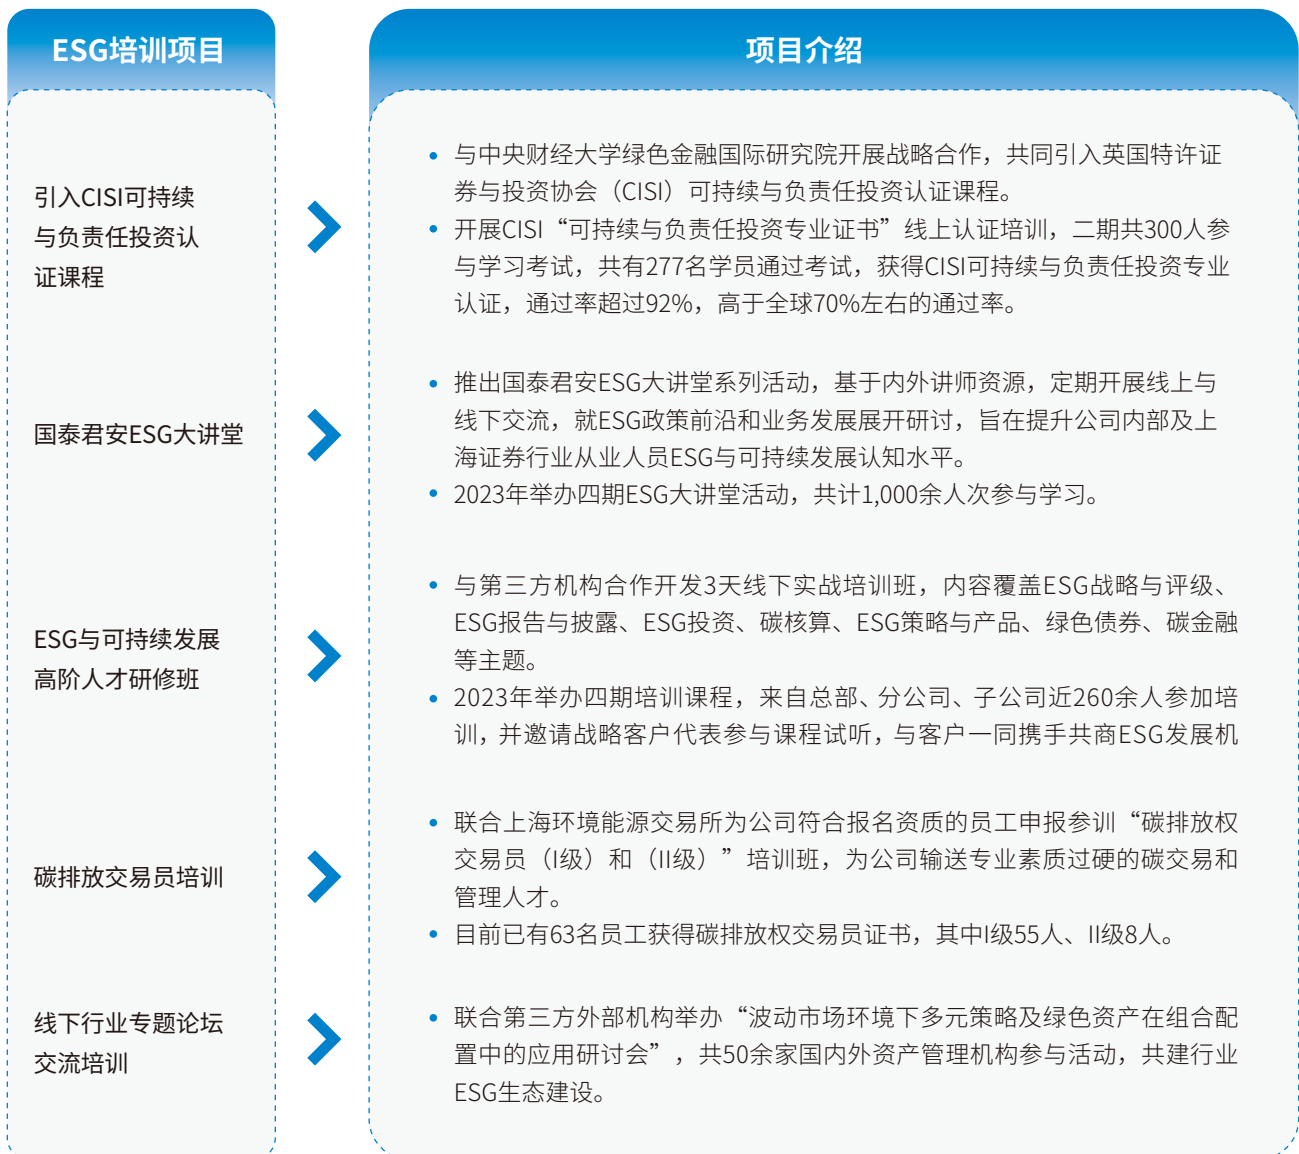 ESG培训项目
项目介绍
引入CISI可持续
与负责任投资认
证课程
与中央财经大学绿色金融国际研究院开展战略合作，共同引入英国特许证
券与投资协会（CISI）可持续与负责任投资认证课程。
开展CISI“可持续与负责任投资专业证书”线上认证培训，二期共300人参
与学习考试，共有277名学员通过考试，获得CISI可持续与负责任投资专业
认证，通过率超过92%，高于全球70%左右的通过率。
国泰君安ESG大讲堂
推出国泰君安ESG大讲堂系列活动，基于内外讲师资源，定期开展线上与
线下交流，就ESG政策前沿和业务发展展开研讨，旨在提升公司内部及上
海证券行业从业人员ESG与可持续发展认知水平。
2023年举办四期ESG大讲堂活动，共计1,000余人次参与学习。
ESG与可持续发展
高阶人才研修班
与第三方机构合作开发3天线下实战培训班，内容覆盖ESG战略与评级、
ESG报告与披露、ESG投资、碳核算、ESG策略与产品、绿色债券、碳金融
等主题。
2023年举办四期培训课程，来自总部、分公司、子公司近260余人参加培
训，并邀请战略客户代表参与课程试听，与客户一同携手共商ESG发展机
碳排放交易员培训
联合上海环境能源交易所为公司符合报名资质的员工申报参训“碳排放权
交易员（I级）和（II级）”培训班，为公司输送专业素质过硬的碳交易和
管理人才。
目前已有63名员工获得碳排放权交易员证书，其中I级55人、II级8人。
线下行业专题论坛
交流培训
联合第三方外部机构举办“波动市场环境下多元策略及绿色资产在组合配
置中的应用研讨会”，共50余家国内外资产管理机构参与活动，共建行业
ESG生态建设。